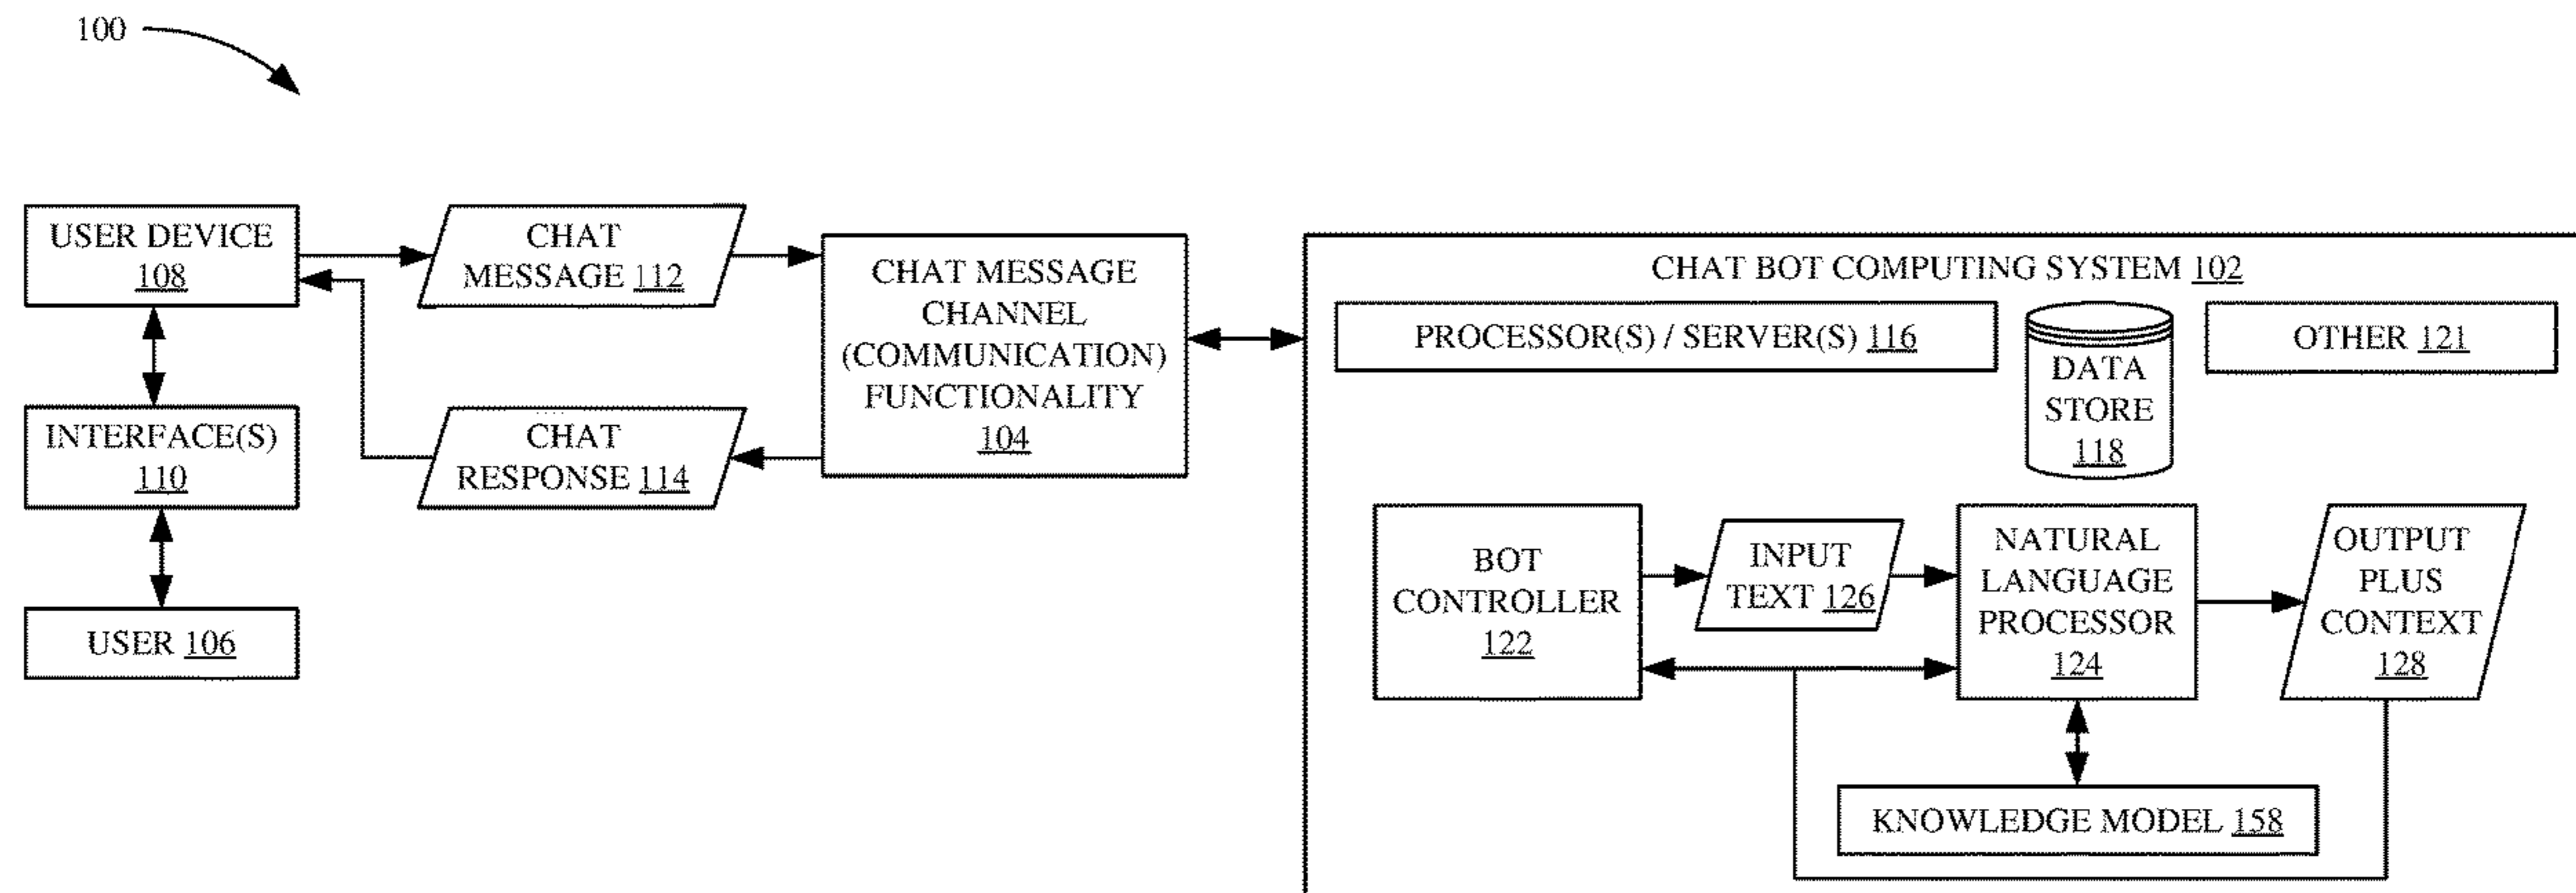 100
USER DEVICE
108
CHAT
MESSAGE 112
CHAT MESSAGE
CHANNEL
(COMMUNICATION)
FUNCTIONALITY
104
INTERFACE(S)
110
CHAT
RESPONSE 114
USER 106
CHAT BOT COMPUTING SYSTEM 102
PROCESSOR(S) / SERVER(S) 116
DATA
STORE
118
OTHER 121
BOT
CONTROLLER
122
INPUT
TEXT 126
NATURAL
LANGUAGE
PROCESSOR
124
OUTPUT
PLUS
CONTEXT
128
KNOWLEDGE MODEL 158